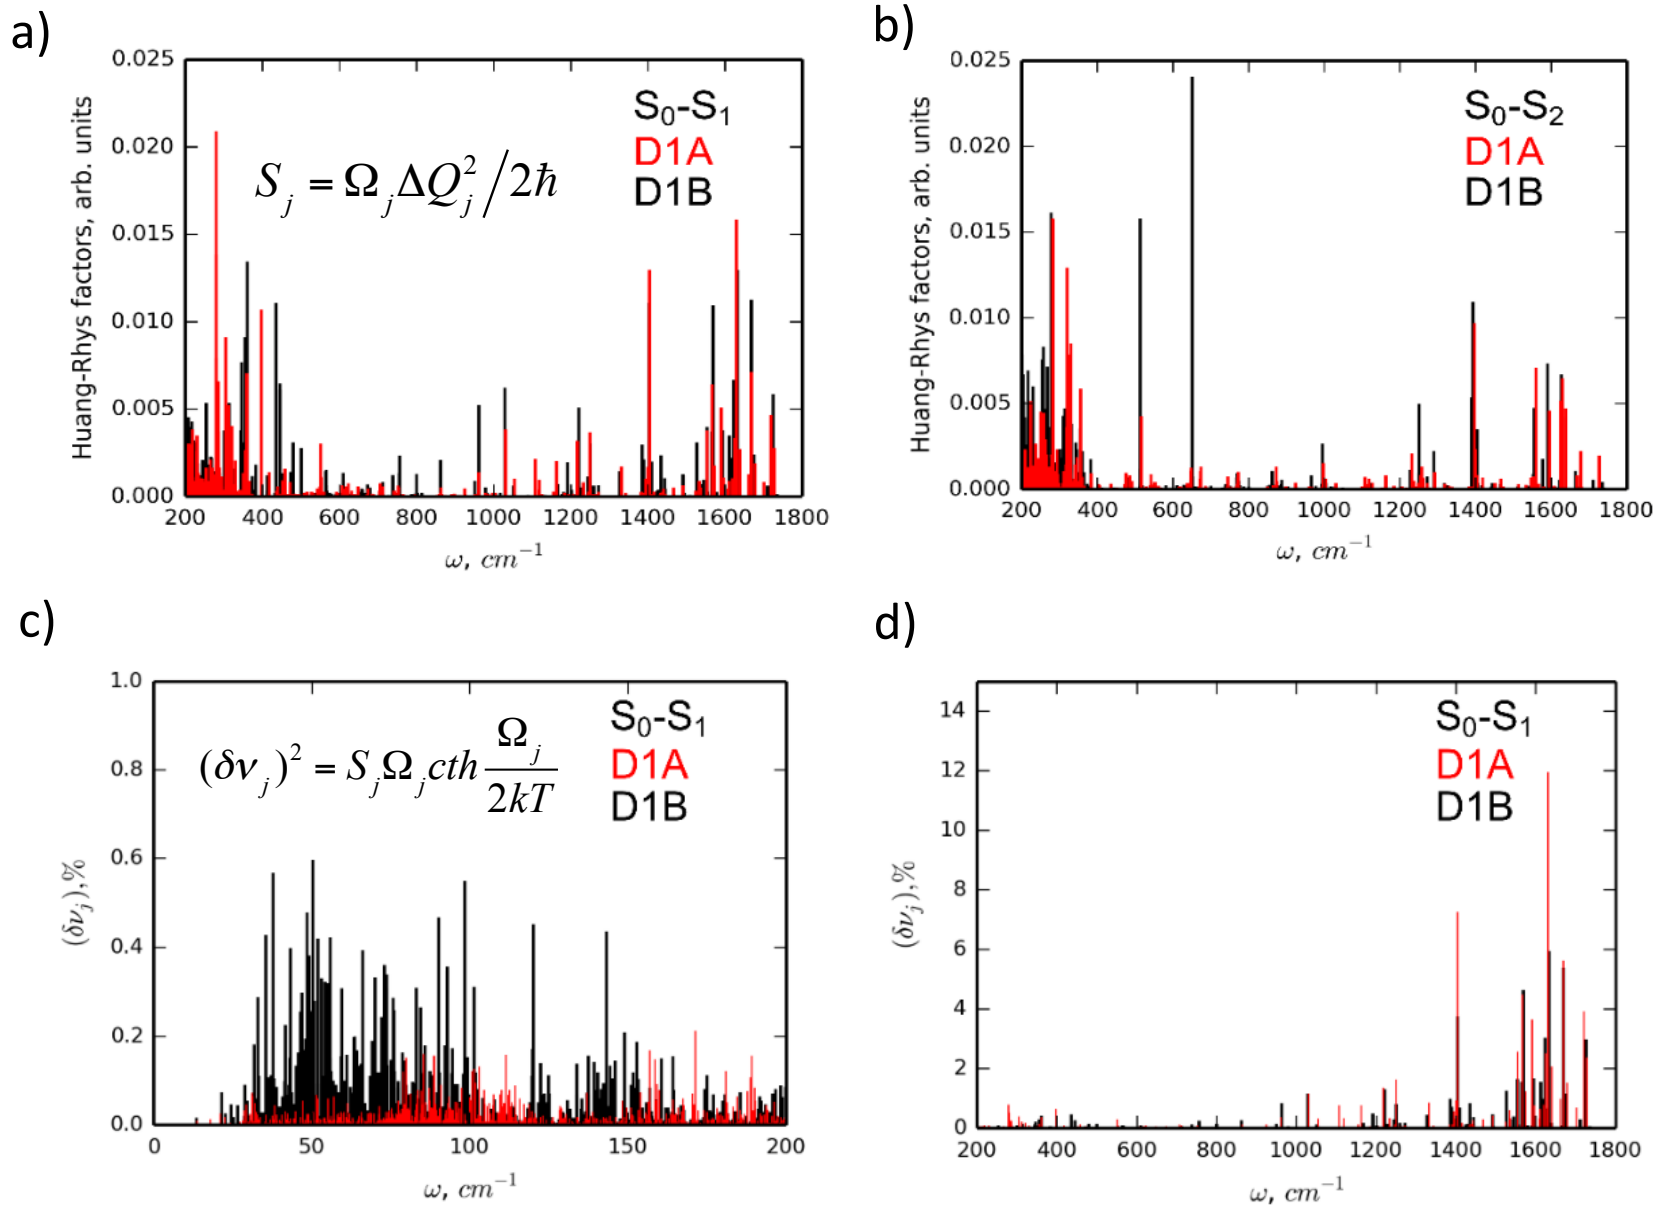 a)
0.025
0.020
0.015
0.010
0.005
0.000
Huang-Rhys factors, arb. units
S₀-S₁
D1A
D1B
S_j = Ω_j ΔQ_j² / 2ħ
200 400 600 800 1000 1200 1400 1600 1800
ω, cm⁻¹
b)
0.025
0.020
0.015
0.010
0.005
0.000
Huang-Rhys factors, arb. units
S₀-S₂
D1A
D1B
200 400 600 800 1000 1200 1400 1600 1800
ω, cm⁻¹
c)
1.0
0.8
0.6
0.4
0.2
0.0
(δν_j),%
S₀-S₁
D1A
D1B
(δν_j)² = S_j Ω_j cth Ω_j / 2kT
0 50 100 150 200
ω, cm⁻¹
d)
14
12
10
8
6
4
2
0
(δν_j),%
S₀-S₁
D1A
D1B
200 400 600 800 1000 1200 1400 1600 1800
ω, cm⁻¹